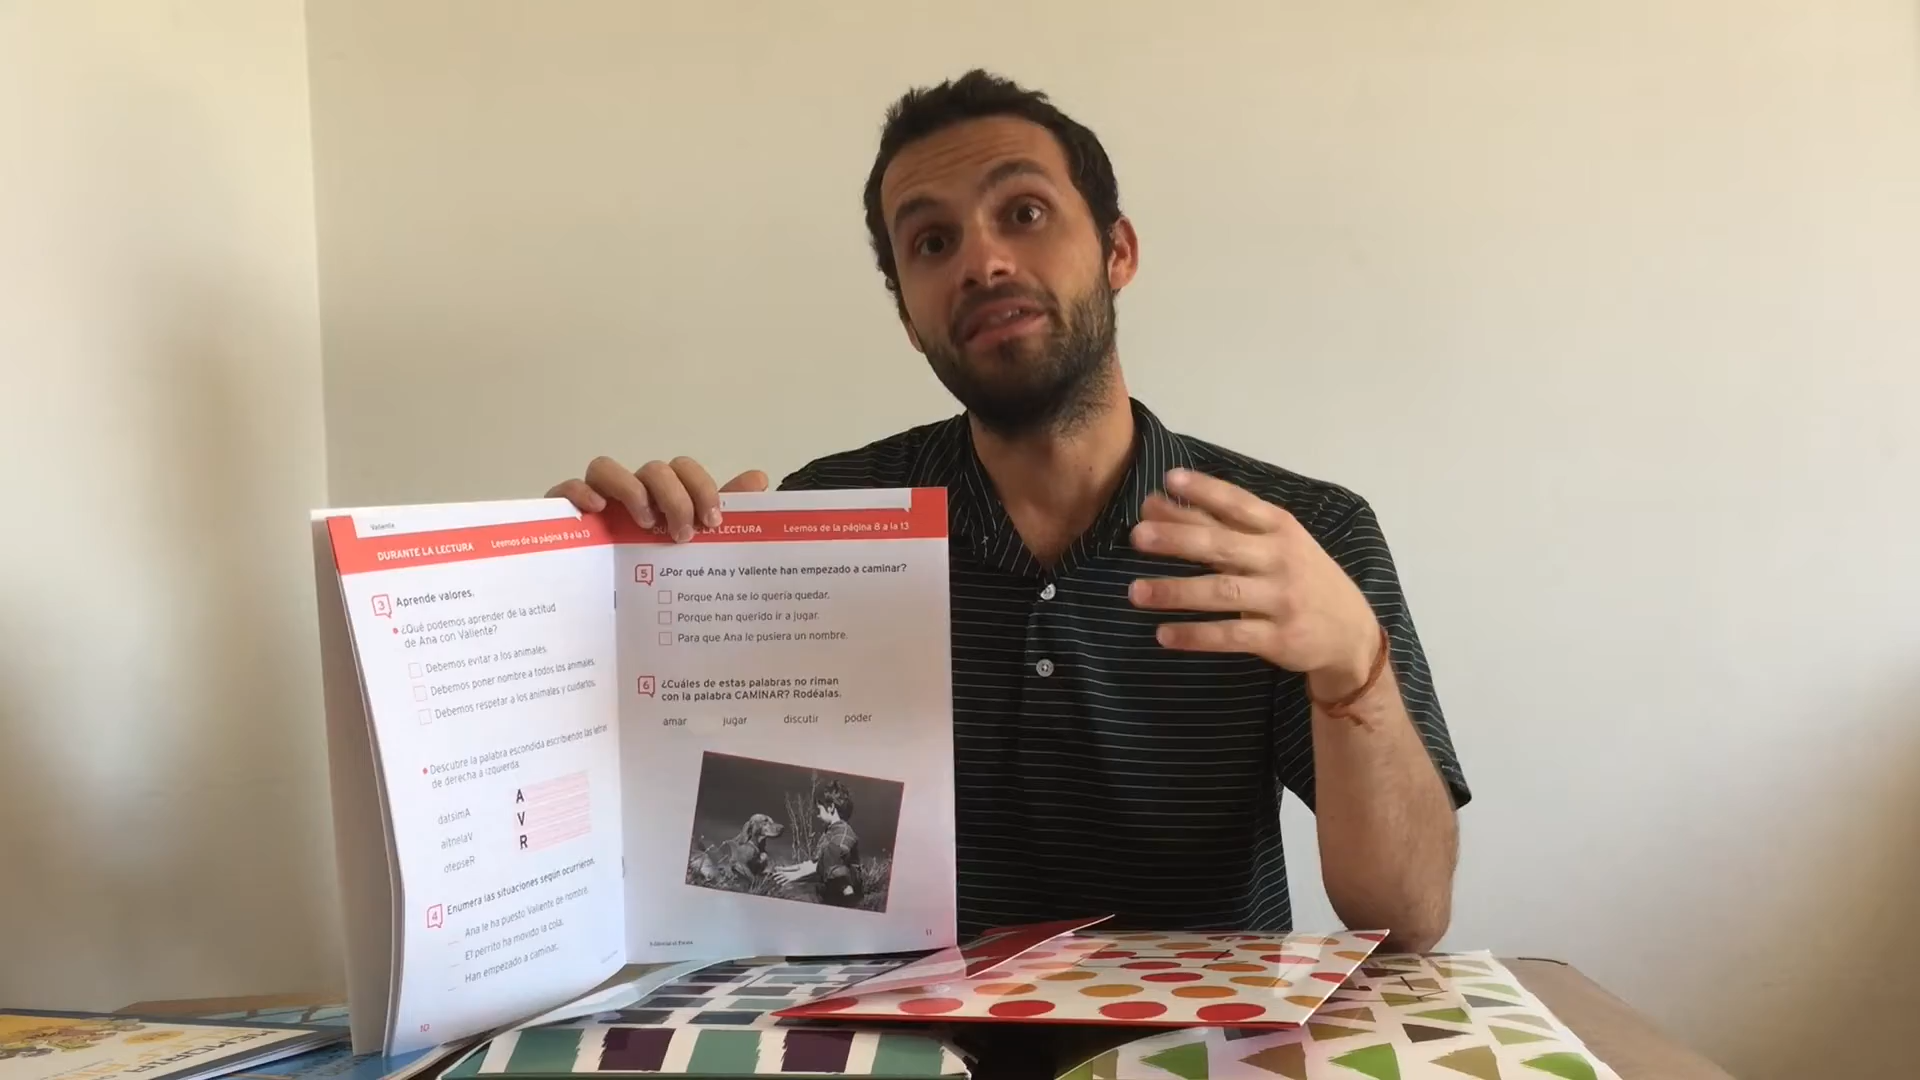 Valiente
DURANTE LA LECTURA Leemos de la página 8 a la 13
3 Aprende valores.
• ¿Qué podemos aprender de la actitud
de Ana con Valiente?
Debemos evitar a los animales.
Debemos poner nombre a todos los animales.
Debemos respetar a los animales y cuidarlos.
• Descubre la palabra escondida escribiendo las letras
de derecha a izquierda.
datsimA A
aítnelaV V
otepseR R
4 Enumera las situaciones según ocurrieron.
Ana le ha puesto Valiente de nombre.
El perrito ha movido la cola.
Han empezado a caminar.
10
LA LECTURA Leemos de la página 8 a la 13
5 ¿Por qué Ana y Valiente han empezado a caminar?
Porque Ana se lo quería quedar.
Porque han querido ir a jugar.
Para que Ana le pusiera un nombre.
6 ¿Cuáles de estas palabras no riman
con la palabra CAMINAR? Rodéalas.
amar jugar discutir poder
11